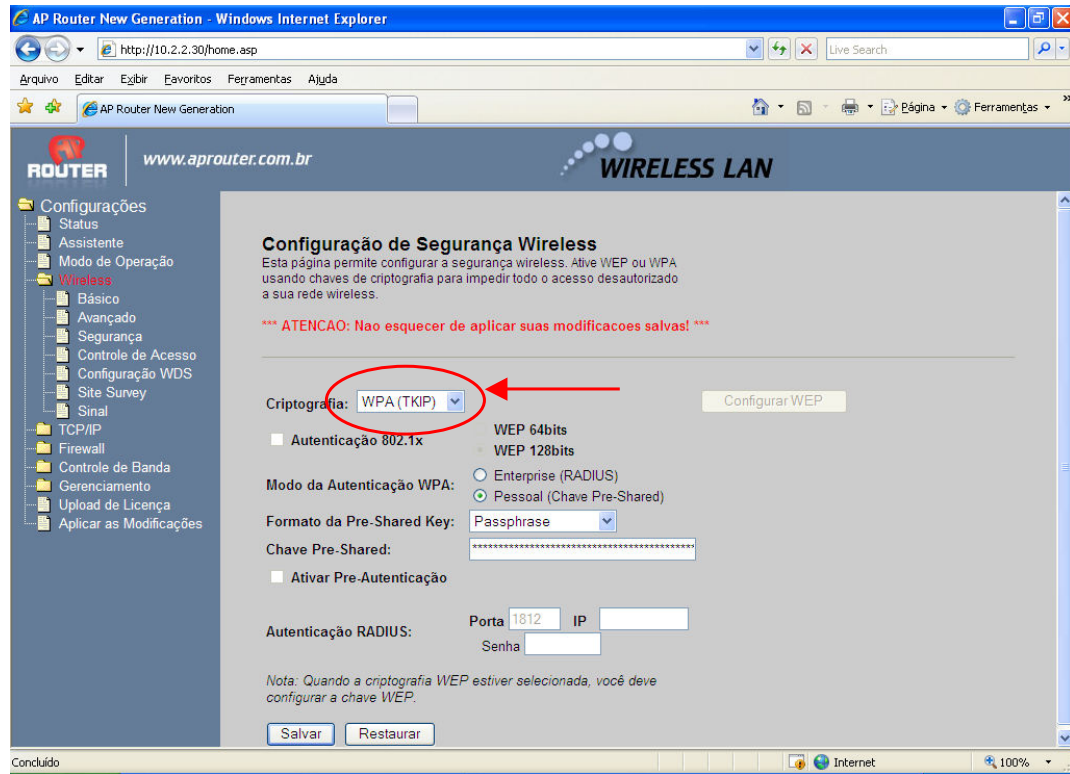 AP Router New Generation - Windows Internet Explorer
http://10.2.2.30/home.asp
Live Search
Arquivo Editar Exibir Favoritos Ferramentas Ajuda
AP Router New Generation
Página Ferramentas
ROUTER
www.aprouter.com.br
WIRELESS LAN
Configurações
Status
Assistente
Modo de Operação
Wireless
Básico
Avançado
Segurança
Controle de Acesso
Configuração WDS
Site Survey
Sinal
TCP/IP
Firewall
Controle de Banda
Gerenciamento
Upload de Licença
Aplicar as Modificações
Configuração de Segurança Wireless
Esta página permite configurar a segurança wireless. Ative WEP ou WPA
usando chaves de criptografia para impedir todo o acesso desautorizado
a sua rede wireless.
*** ATENCAO: Nao esquecer de aplicar suas modificacoes salvas! ***
Criptografia: WPA (TKIP) Configurar WEP
Autenticação 802.1x
WEP 64bits
WEP 128bits
Modo da Autenticação WPA:
Enterprise (RADIUS)
Pessoal (Chave Pre-Shared)
Formato da Pre-Shared Key: Passphrase
Chave Pre-Shared: ******************************************
Ativar Pre-Autenticação
Autenticação RADIUS:
Porta 1812 IP
Senha
Nota: Quando a criptografia WEP estiver selecionada, você deve
configurar a chave WEP.
Salvar Restaurar
Concluído
Internet
100%